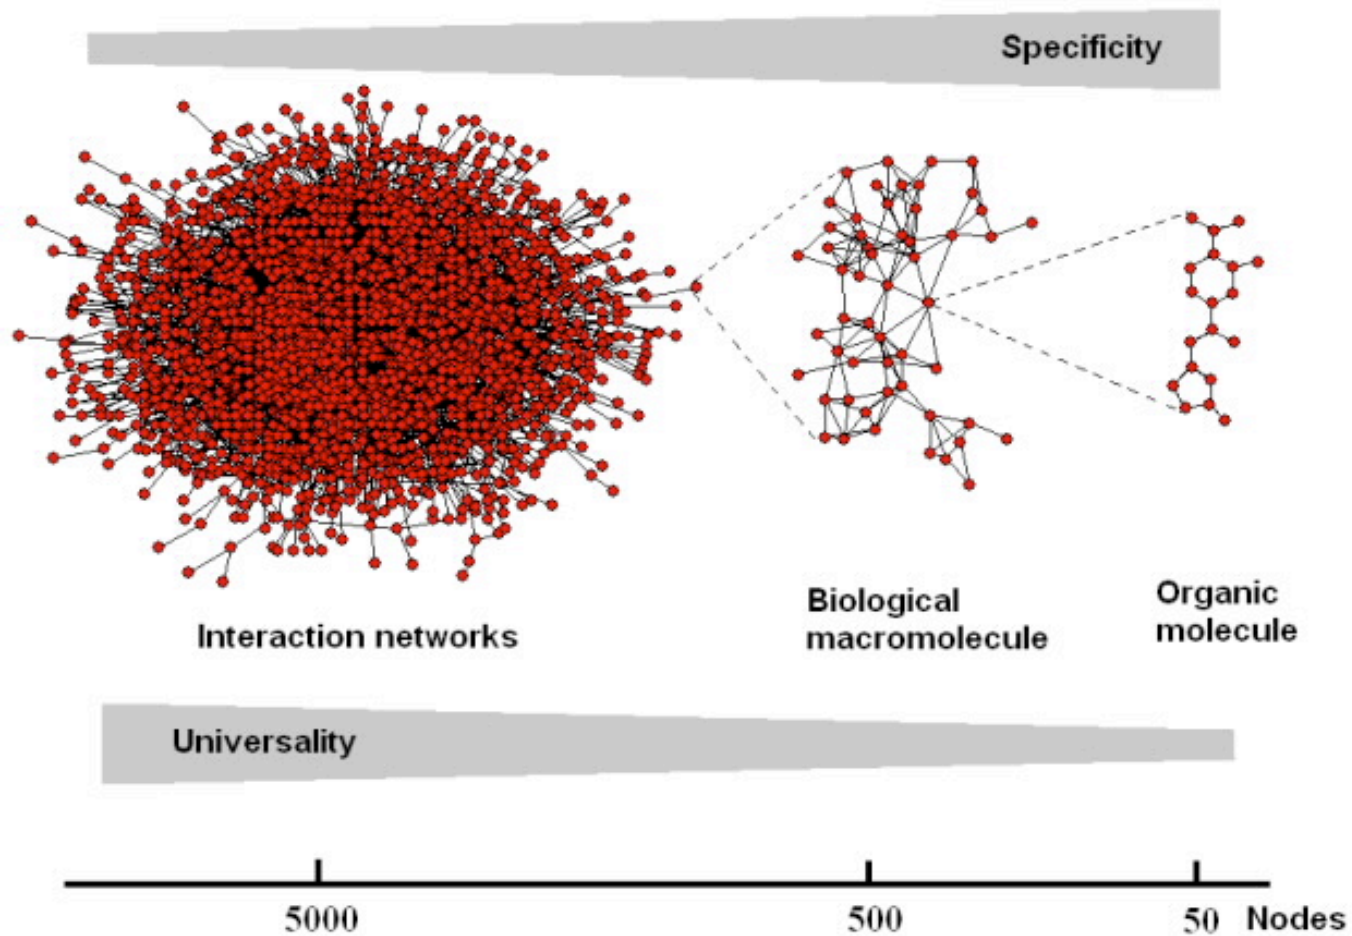 Specificity
Interaction networks
Biological
macromolecule
Organic
molecule
Universality
5000
500
50 Nodes